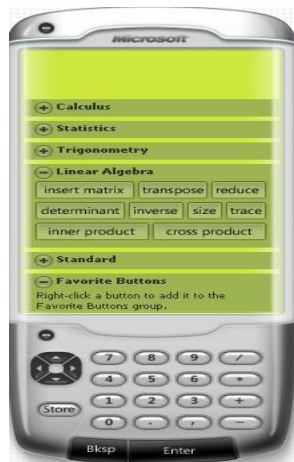 Microsoft
Calculus
Statistics
Trigonometry
Linear Algebra
insert matrix transpose reduce
determinant inverse size trace
inner product cross product
Standard
Favorite Buttons
Right-click a button to add it to the
Favorite Buttons group.
7 8 9 /
4 5 6 *
Store 1 2 3 +
0 . , −
Bksp Enter